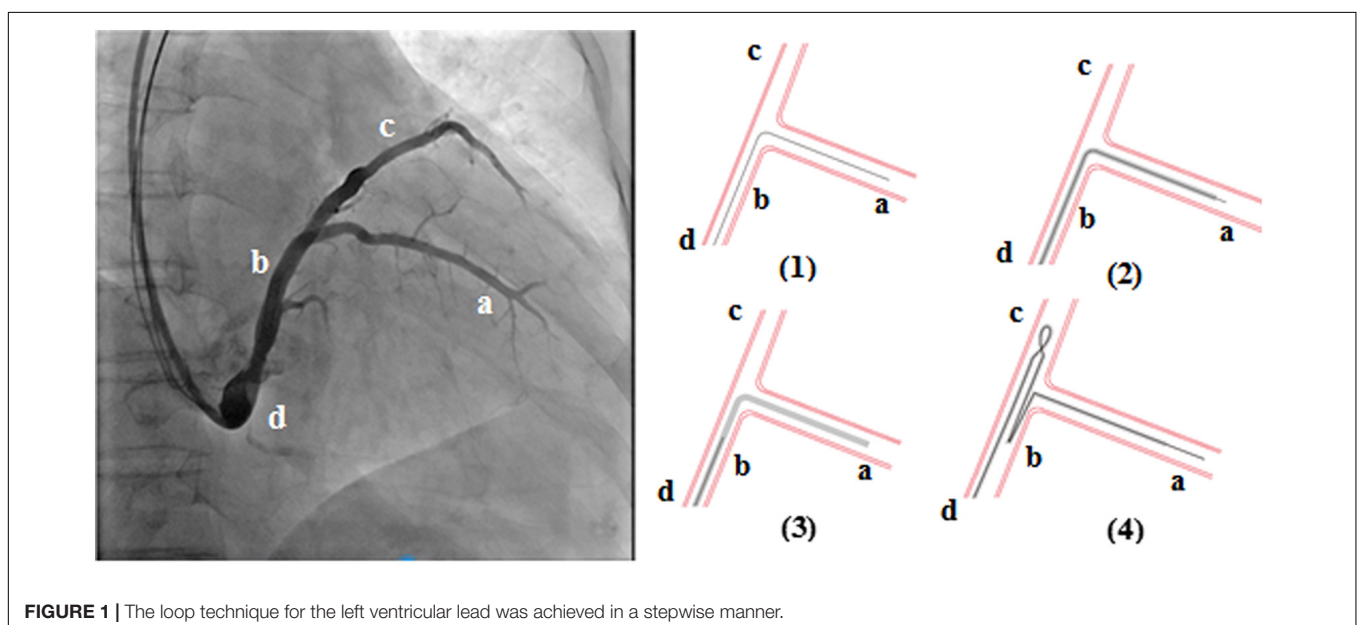 c
b
a
d
c
b
a
d
(1)
c
b
a
d
(2)
c
b
a
d
(3)
c
b
a
d
(4)
FIGURE 1 | The loop technique for the left ventricular lead was achieved in a stepwise manner.